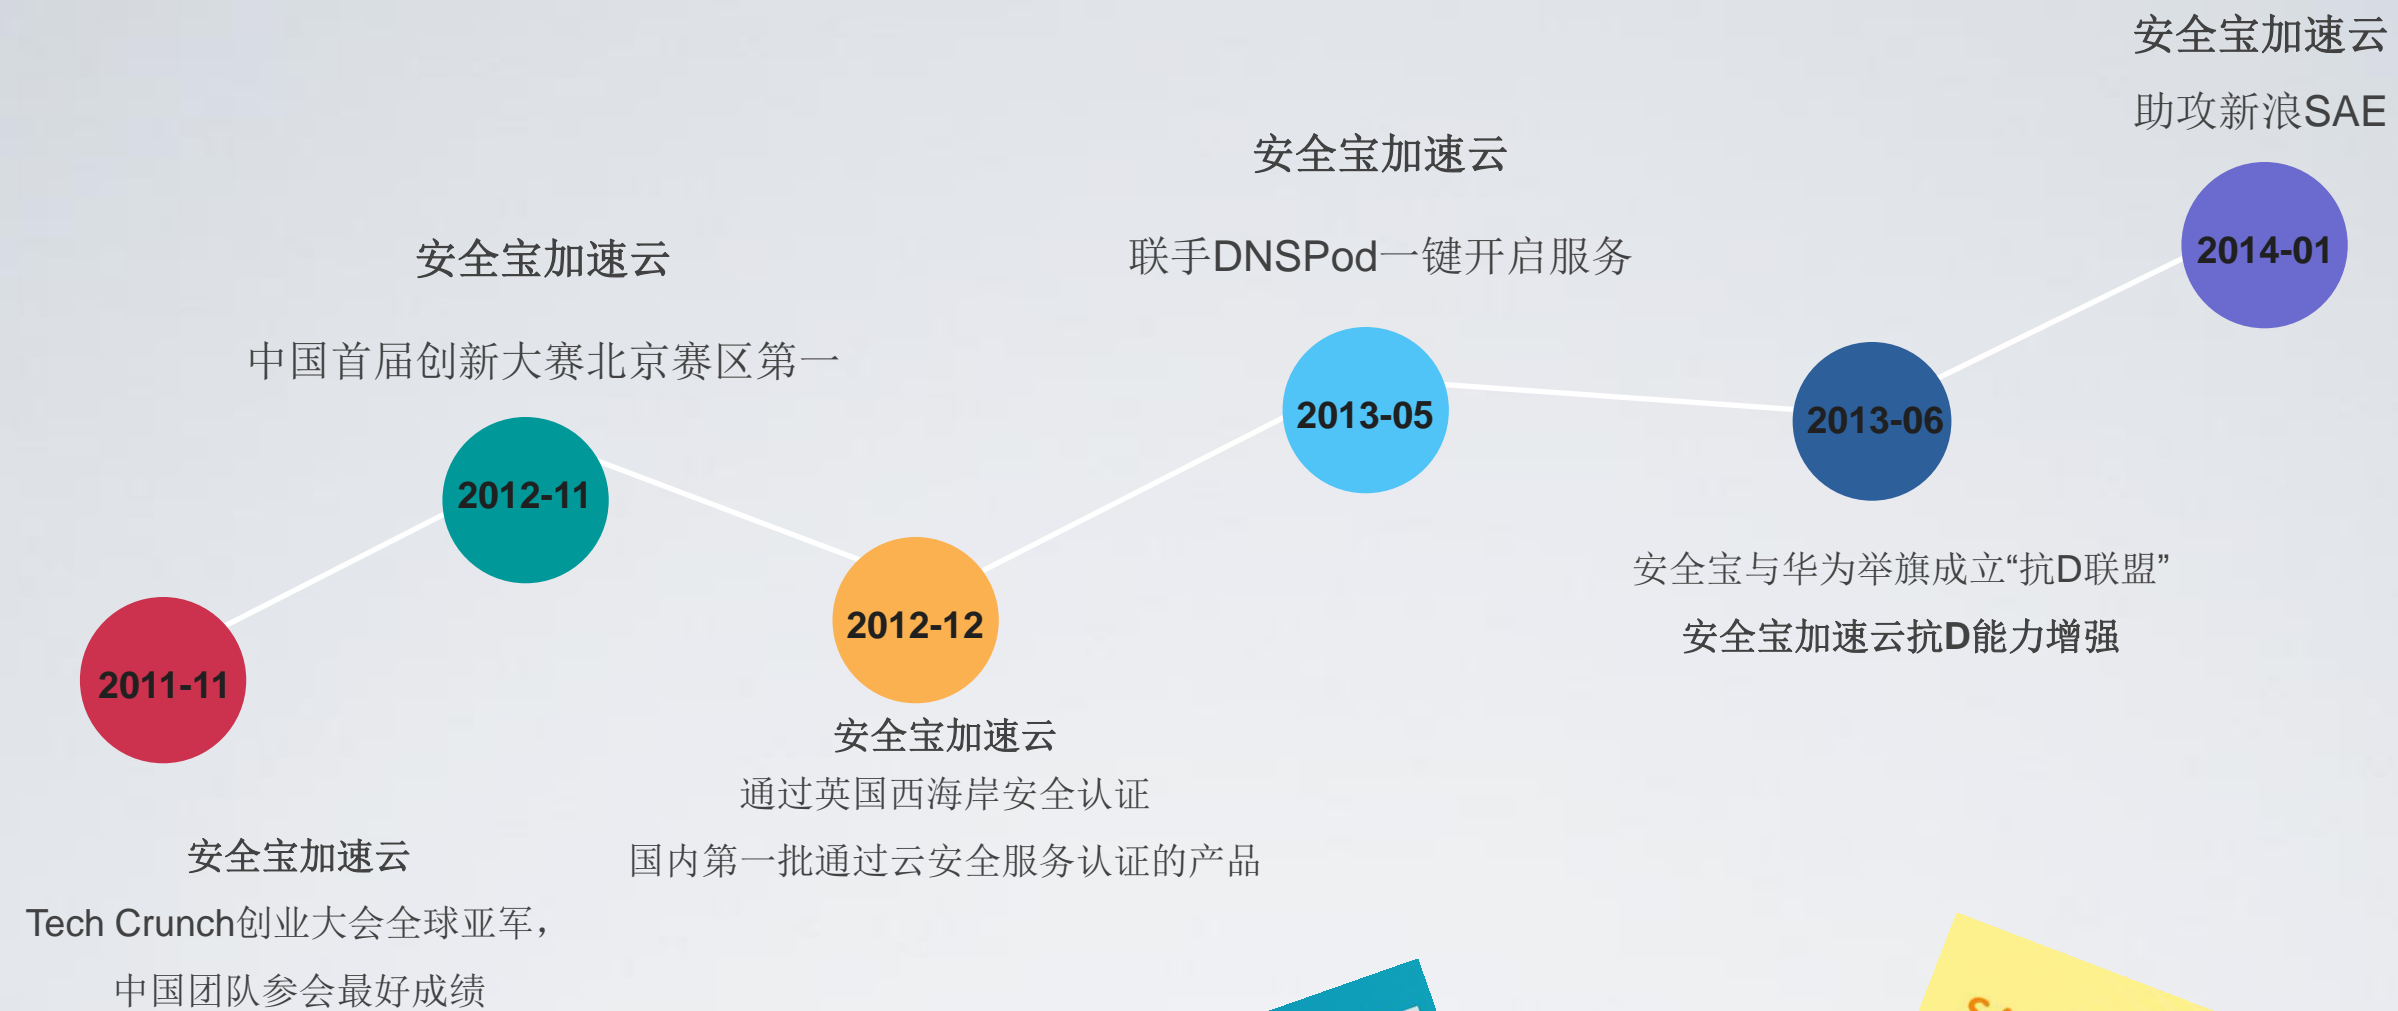 安全宝加速云
助攻新浪SAE
2014-01
安全宝加速云
联手DNSPod一键开启服务
2013-05
安全宝加速云
中国首届创新大赛北京赛区第一
2012-11
2013-06
安全宝与华为举旗成立“抗D联盟”
安全宝加速云抗D能力增强
2012-12
安全宝加速云
通过英国西海岸安全认证
国内第一批通过云安全服务认证的产品
2011-11
安全宝加速云
Tech Crunch创业大会全球亚军，
中国团队参会最好成绩